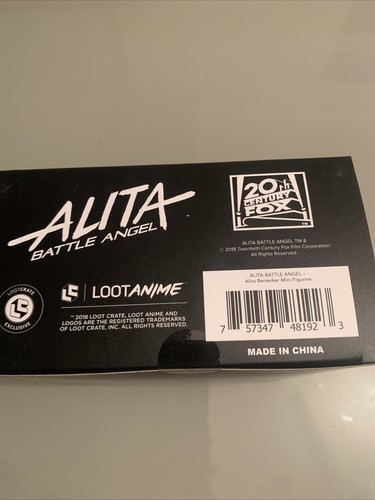 ALITA
BATTLE ANGEL
20TH
CENTURY
FOX
TM
ALITA BATTLE ANGEL TM &
© 2018 Twentieth Century Fox Film Corporation
All Rights Reserved.
LOOTCRATE
EXCLUSIVE
LOOTANIME™
™ 2018 LOOT CRATE, LOOT ANIME AND
LOGOS ARE THE REGISTERED TRADEMARKS
OF LOOT CRATE, INC. ALL RIGHTS RESERVED.
ALITA BATTLE ANGEL –
Alita Berserker Mini Figurine
7 57347 48192 3
MADE IN CHINA